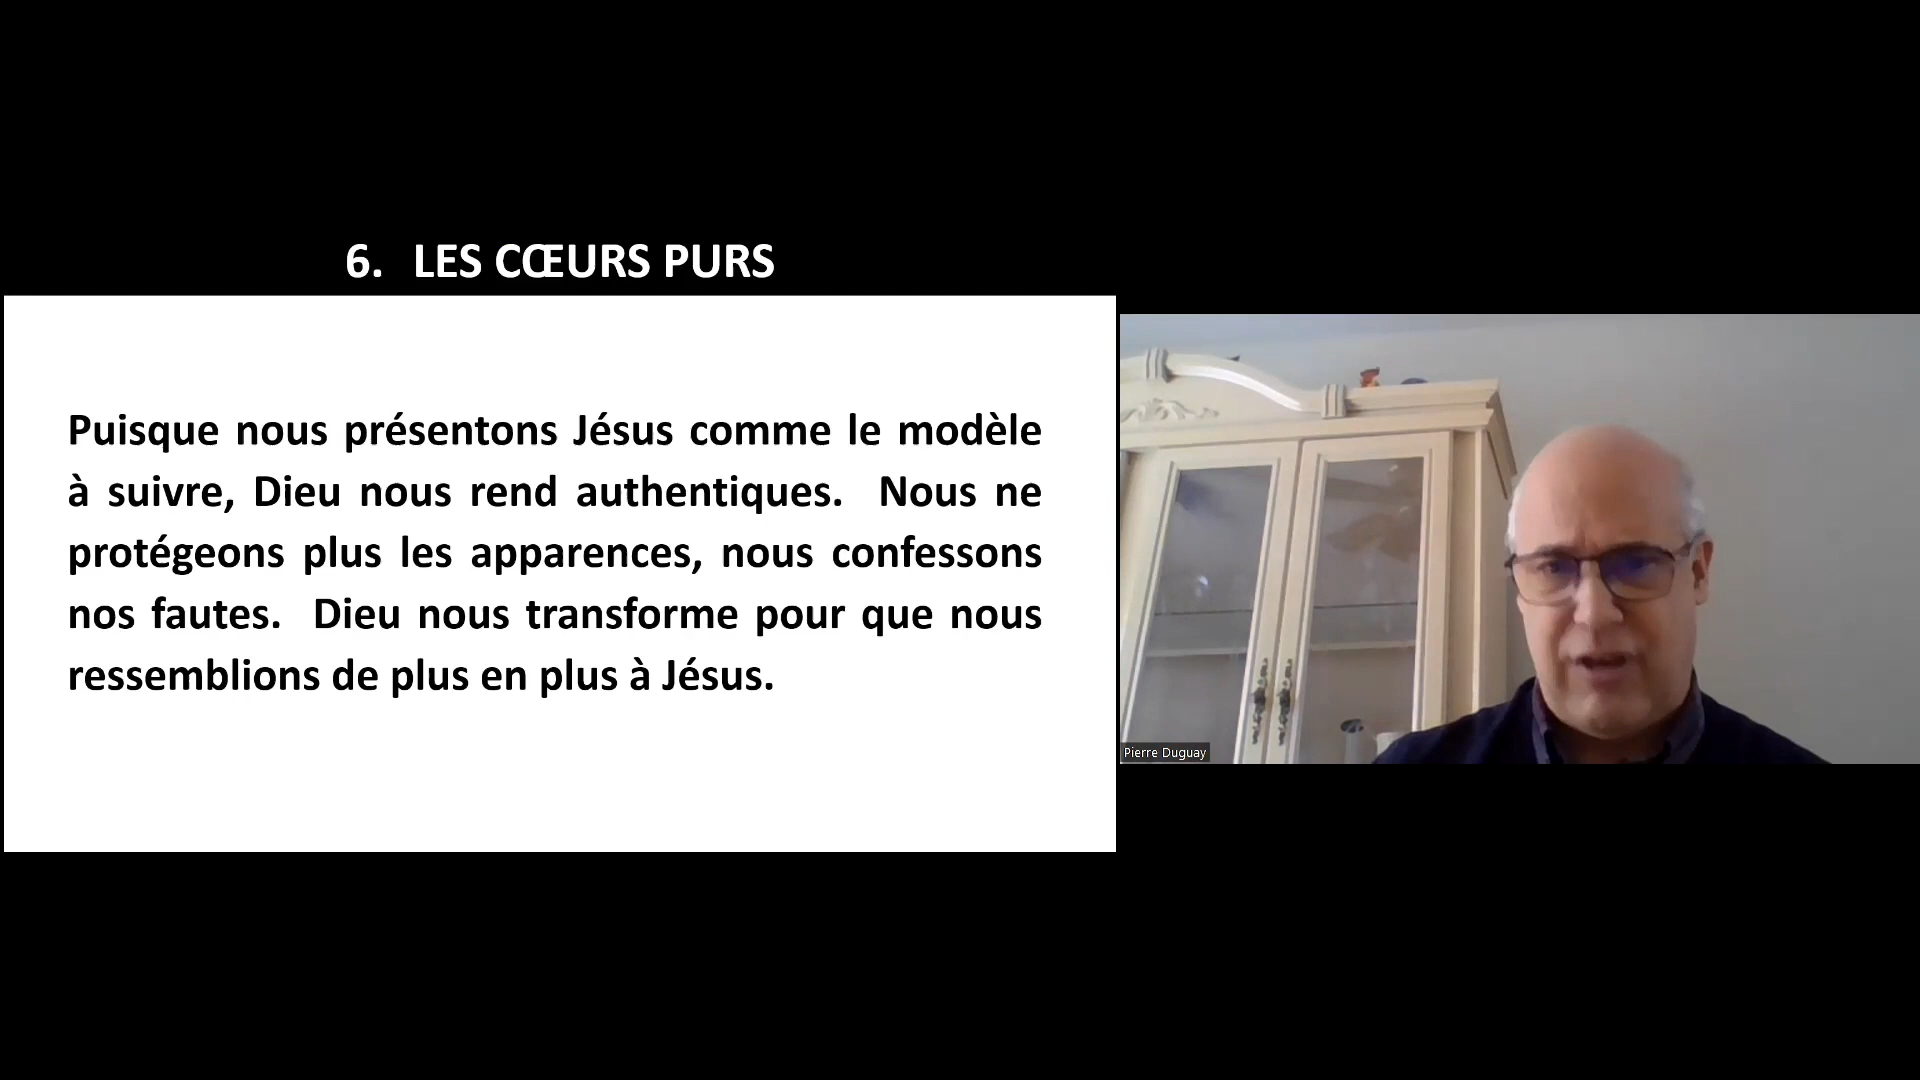 6. LES CŒURS PURS
Puisque nous présentons Jésus comme le modèle
à suivre, Dieu nous rend authentiques. Nous ne
protégeons plus les apparences, nous confessons
nos fautes. Dieu nous transforme pour que nous
ressemblions de plus en plus à Jésus.
Pierre Duguay